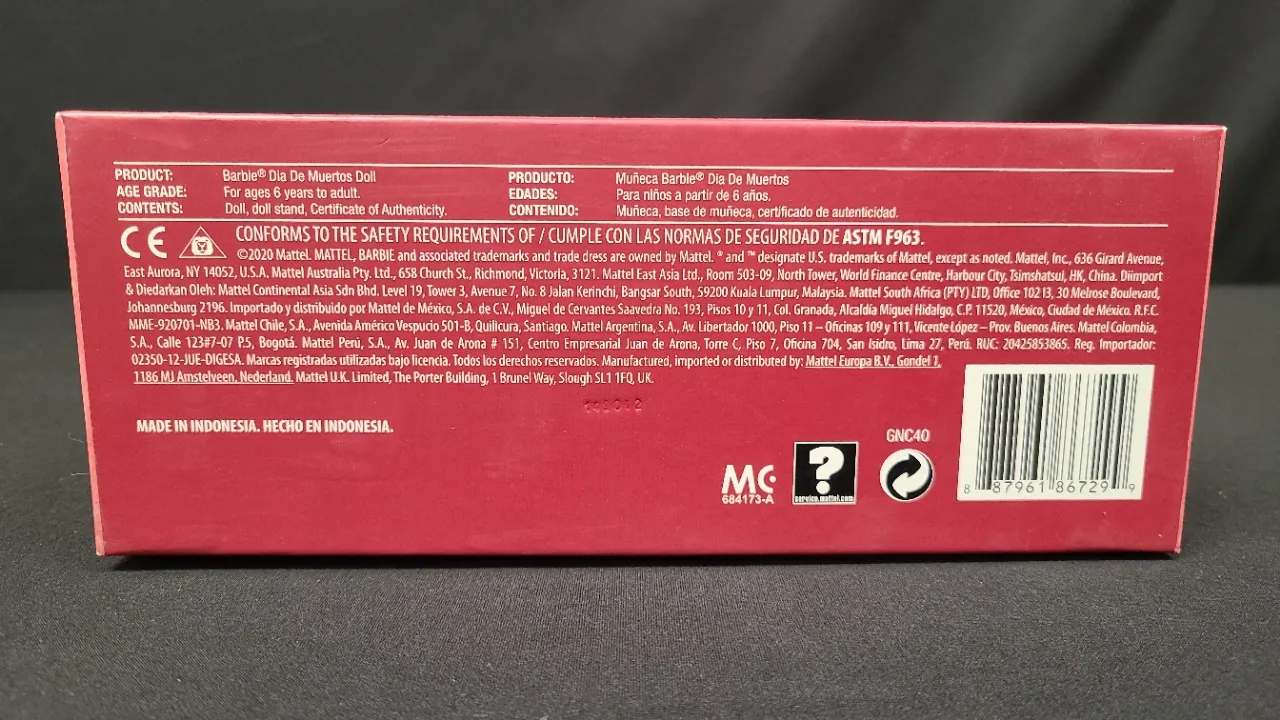 PRODUCT: Barbie® Dia De Muertos Doll PRODUCTO: Muñeca Barbie® Dia De Muertos
AGE GRADE: For ages 6 years to adult. EDADES: Para niños a partir de 6 años.
CONTENTS: Doll, doll stand, Certificate of Authenticity. CONTENIDO: Muñeca, base de muñeca, certificado de autenticidad.
CE CONFORMS TO THE SAFETY REQUIREMENTS OF / CUMPLE CON LAS NORMAS DE SEGURIDAD DE ASTM F963.
©2020 Mattel. MATTEL, BARBIE and associated trademarks and trade dress are owned by Mattel. ® and ™ designate U.S. trademarks of Mattel, except as noted. Mattel, Inc., 636 Girard Avenue,
East Aurora, NY 14052, U.S.A. Mattel Australia Pty. Ltd., 658 Church St., Richmond, Victoria, 3121. Mattel East Asia Ltd., Room 503-09, North Tower, World Finance Centre, Harbour City, Tsimshatsui, HK, China. Diimport
& Diedarkan Oleh: Mattel Continental Asia Sdn Bhd. Level 19, Tower 3, Avenue 7, No. 8 Jalan Kerinchi, Bangsar South, 59200 Kuala Lumpur, Malaysia. Mattel South Africa (PTY) LTD, Office 102 I3, 30 Melrose Boulevard,
Johannesburg 2196. Importado y distribuido por Mattel de México, S.A. de C.V., Miguel de Cervantes Saavedra No. 193, Pisos 10 y 11, Col. Granada, Alcaldía Miguel Hidalgo, C.P. 11520, México, Ciudad de México. R.F.C.
MME-920701-NB3. Mattel Chile, S.A., Avenida Américo Vespucio 501-B, Quilicura, Santiago. Mattel Argentina, S.A., Av. Libertador 1000, Piso 11 – Oficinas 109 y 111, Vicente López – Prov. Buenos Aires. Mattel Colombia,
S.A., Calle 123#7-07 P.5, Bogotá. Mattel Perú, S.A., Av. Juan de Arona # 151, Centro Empresarial Juan de Arona, Torre C, Piso 7, Oficina 704, San Isidro, Lima 27, Perú. RUC: 20425853865. Reg. Importador:
02350-12-JUE-DIGESA. Marcas registradas utilizadas bajo licencia. Todos los derechos reservados. Manufactured, imported or distributed by: Mattel Europa B.V., Gondel 1,
1186 MJ Amstelveen, Nederland. Mattel U.K. Limited, The Porter Building, 1 Brunel Way, Slough SL1 1FQ, UK.
MADE IN INDONESIA. HECHO EN INDONESIA.
GNC40
MC
684173-A
?
service.mattel.com
8 87961 86729 9